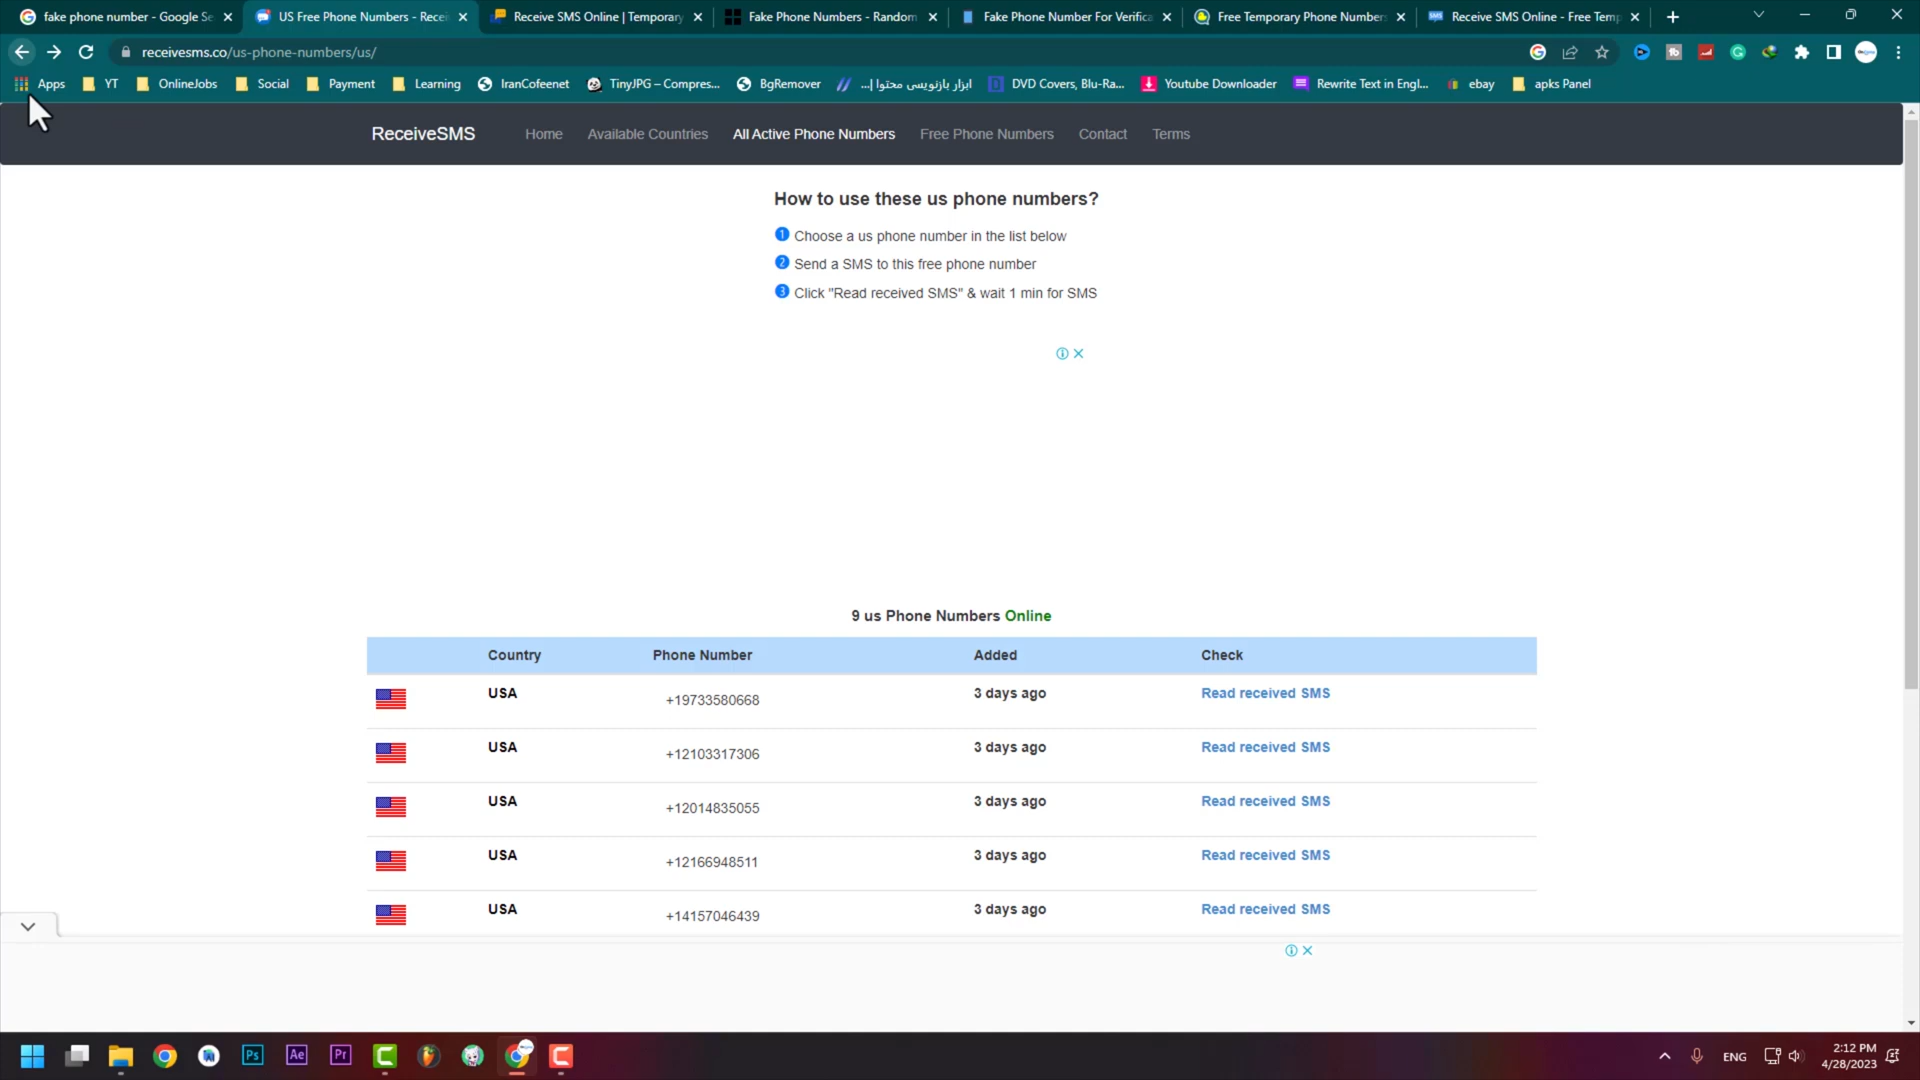 fake phone number - Google Se
US Free Phone Numbers - Recei
Receive SMS Online | Temporary
Fake Phone Numbers - Random
Fake Phone Number For Verifica
Free Temporary Phone Numbers
Receive SMS Online - Free Temp
receivesms.co/us-phone-numbers/us/
Apps YT OnlineJobs Social Payment Learning IranCofeenet TinyJPG – Compres... BgRemover ابزار بازنویسی محتوا |... DVD Covers, Blu-Ra... Youtube Downloader Rewrite Text in Engl... ebay apks Panel
ReceiveSMS Home Available Countries All Active Phone Numbers Free Phone Numbers Contact Terms
How to use these us phone numbers?
1 Choose a us phone number in the list below
2 Send a SMS to this free phone number
3 Click "Read received SMS" & wait 1 min for SMS
9 us Phone Numbers Online
Country Phone Number Added Check
USA +19733580668 3 days ago Read received SMS
USA +12103317306 3 days ago Read received SMS
USA +12014835055 3 days ago Read received SMS
USA +12166948511 3 days ago Read received SMS
USA +14157046439 3 days ago Read received SMS
Ps Ae Pr
ENG
2:12 PM
4/28/2023